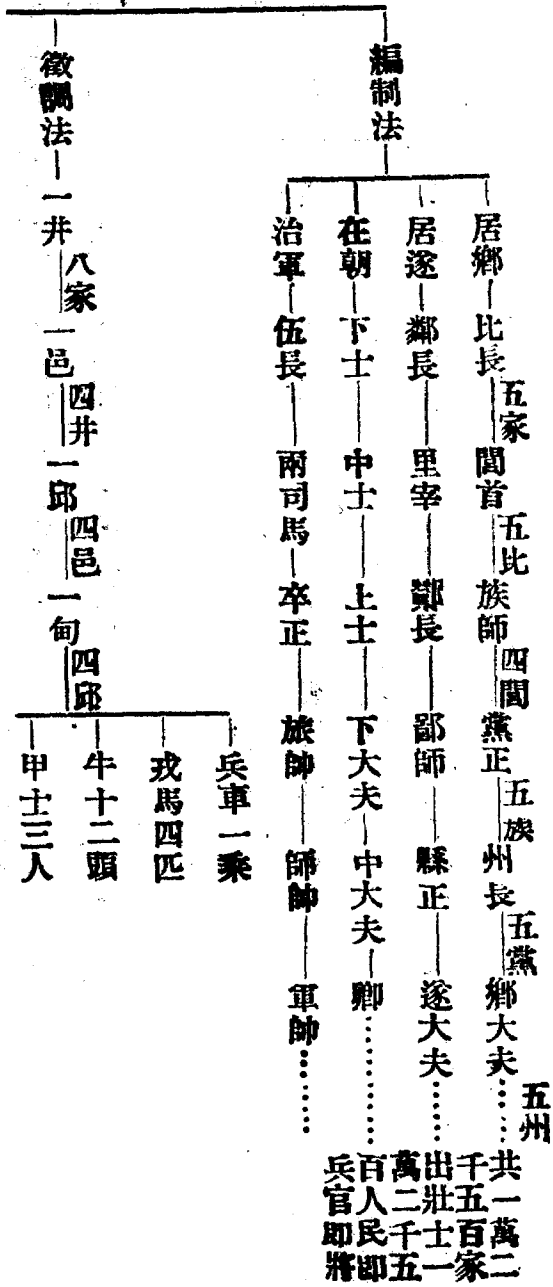 編制法
居鄉 比長 五家 閭首 五比 族師 四閭 黨正 五族 州長 五黨 鄉大夫…… 五州
居遂 鄰長 里宰 酇長 鄙師 縣正 遂大夫……
在朝 下士 中士 上士 下大夫 中大夫 卿…………
治軍 伍長 兩司馬 卒正 旅帥 師帥 軍帥……
共一萬二
千五百家
出壯士一
萬二千五
百人民即
兵官即將
徵調法 一井 八家 一邑 四井 一邱 四邑 一甸 四邱
兵車一乘
戎馬四匹
牛十二頭
甲士三人